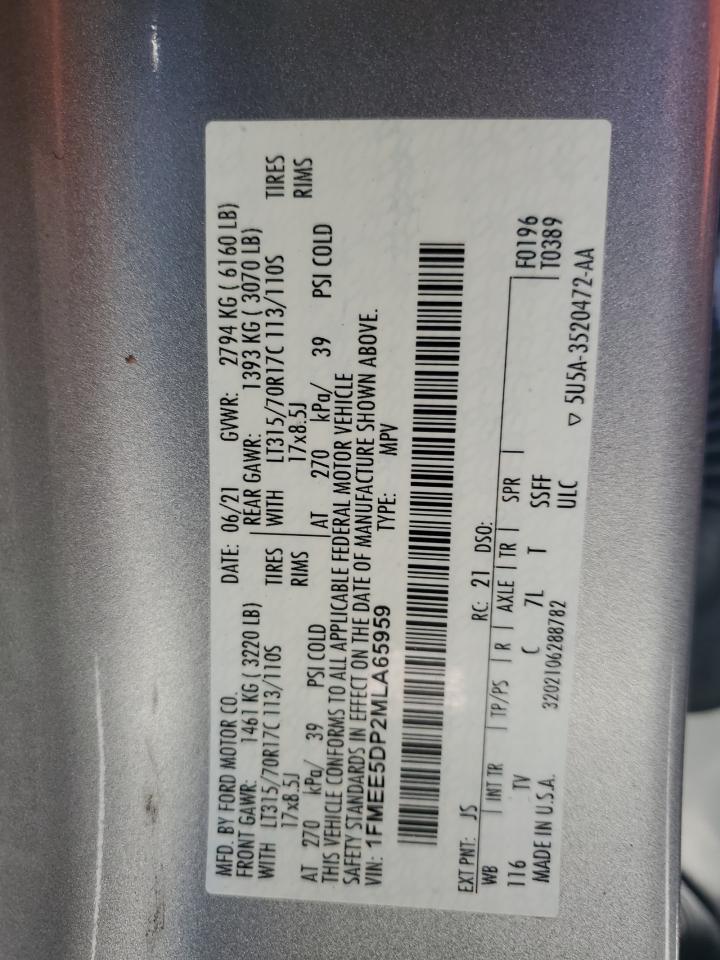 MFD. BY FORD MOTOR CO.
DATE: 06/21 GVWR: 2794 KG ( 6160 LB)
FRONT GAWR: 1461 KG ( 3220 LB) REAR GAWR: 1393 KG ( 3070 LB)
WITH LT315/70R17C 113/110S TIRES WITH LT315/70R17C 113/110S TIRES
17x8.5J RIMS 17x8.5J RIMS
AT 270 kPa/ 39 PSI COLD AT 270 kPa/ 39 PSI COLD
THIS VEHICLE CONFORMS TO ALL APPLICABLE FEDERAL MOTOR VEHICLE
SAFETY STANDARDS IN EFFECT ON THE DATE OF MANUFACTURE SHOWN ABOVE.
VIN: 1FMEE5DP2MLA65959 TYPE: MPV
EXT PNT: JS RC: 21 DSO:
WB INT TR TP/PS R AXLE TR SPR F0196
116 TV C 7L T SSFF T0389
MADE IN U.S.A. 3202106288782 ULC
▽ 5U5A-3520472-AA